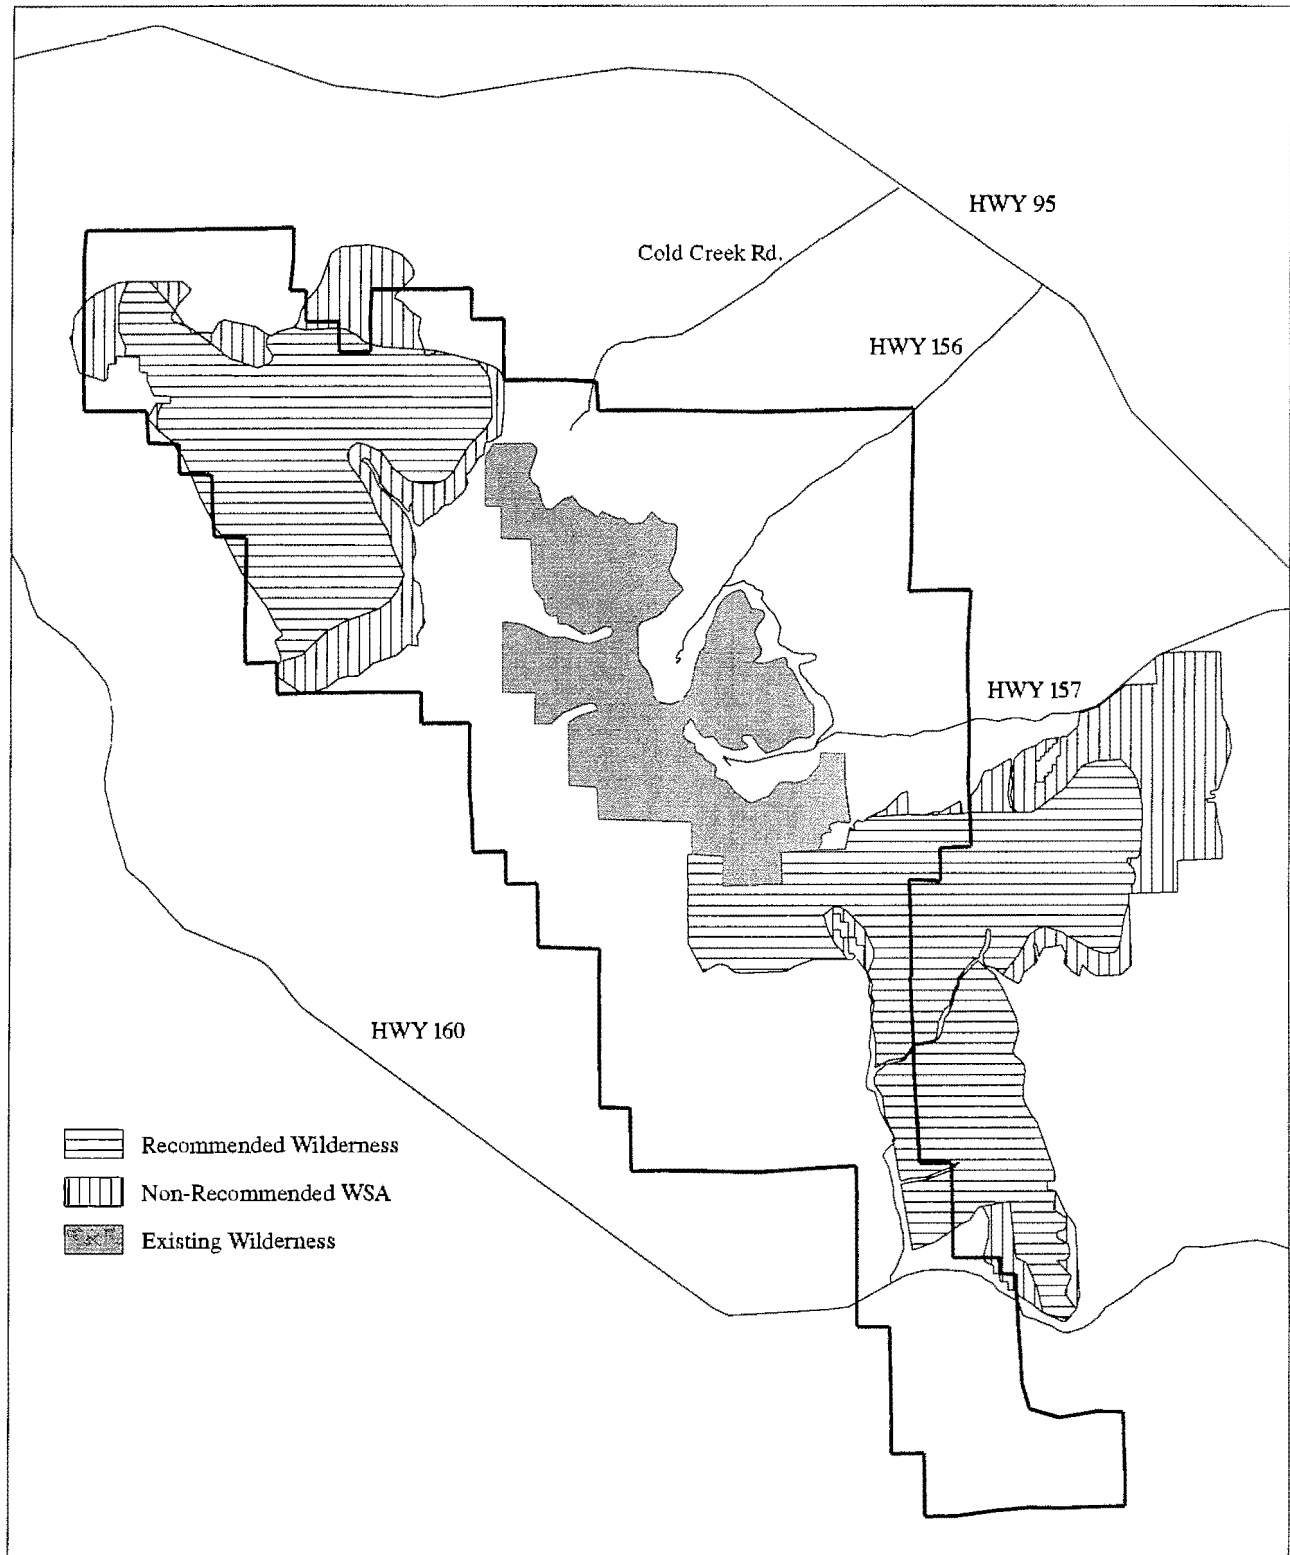 HWY 95
Cold Creek Rd.
HWY 156
HWY 157
HWY 160
Recommended Wilderness
Non-Recommended WSA
Existing Wilderness